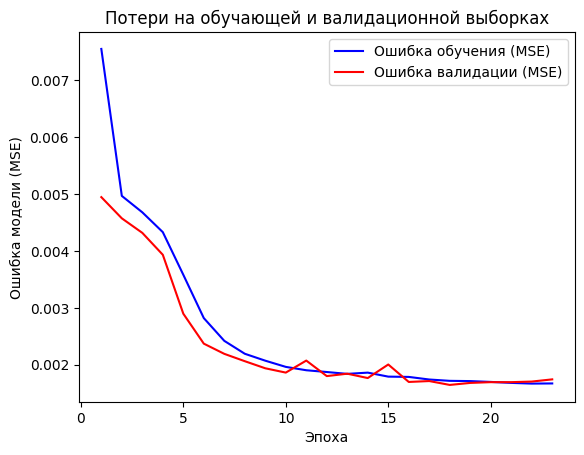 Потери на обучающей и валидационной выборках
Ошибка обучения (MSE)
Ошибка валидации (MSE)
Ошибка модели (MSE)
0.007
0.006
0.005
0.004
0.003
0.002
0
5
10
15
20
Эпоха